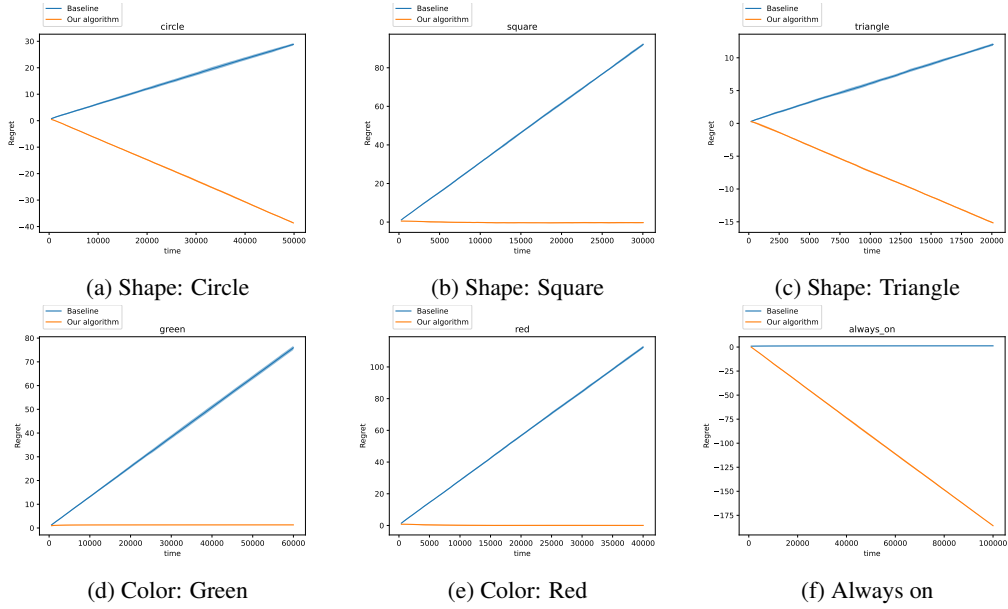 Baseline
Our algorithm
circle
30
20
10
0
−10
−20
−30
−40
Regret
0 10000 20000 30000 40000 50000
time
(a) Shape: Circle
Baseline
Our algorithm
square
80
60
40
20
0
Regret
0 5000 10000 15000 20000 25000 30000
time
(b) Shape: Square
Baseline
Our algorithm
triangle
10
5
0
−5
−10
−15
Regret
0 2500 5000 7500 10000 12500 15000 17500 20000
time
(c) Shape: Triangle
Baseline
Our algorithm
green
80
70
60
50
40
30
20
10
0
Regret
0 10000 20000 30000 40000 50000 60000
time
(d) Color: Green
Baseline
Our algorithm
red
100
80
60
40
20
0
Regret
0 5000 10000 15000 20000 25000 30000 35000 40000
time
(e) Color: Red
Baseline
Our algorithm
always_on
0
−25
−50
−75
−100
−125
−150
−175
Regret
0 20000 40000 60000 80000 100000
time
(f) Always on